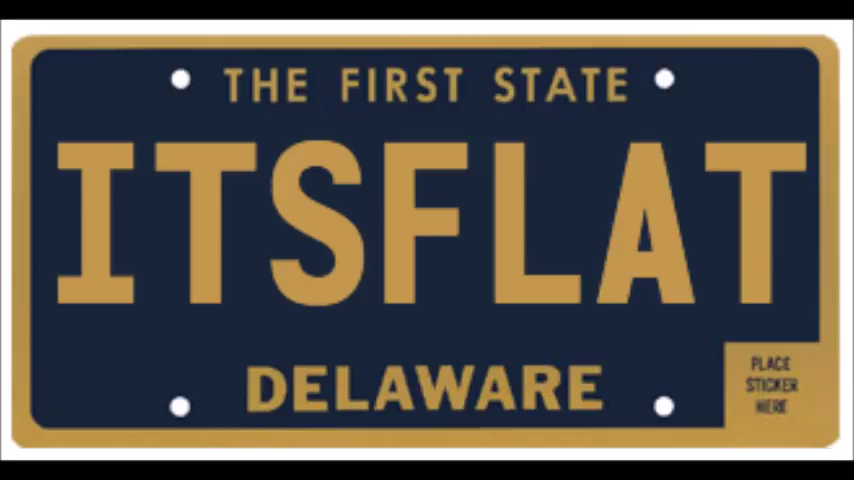 THE FIRST STATE
ITSFLAT
DELAWARE
PLACE
STICKER
HERE